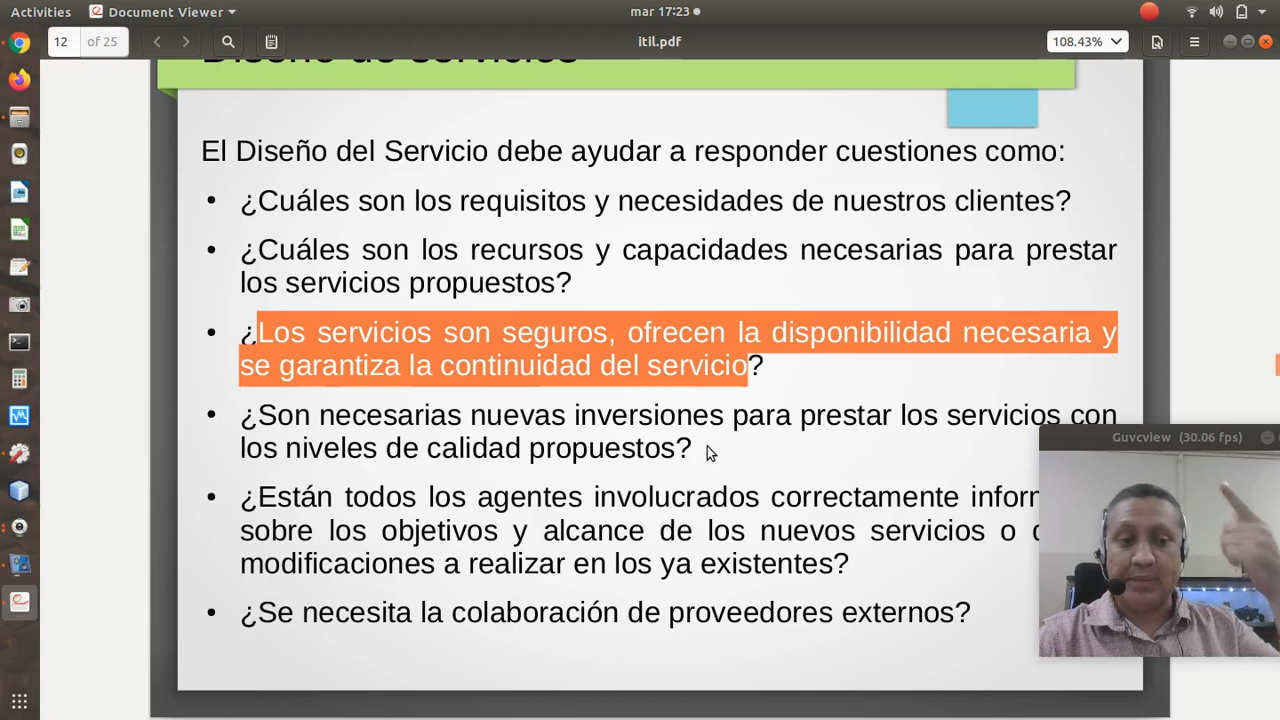 Activities Document Viewer mar 17:23
12 of 25 itil.pdf 108.43%
El Diseño del Servicio debe ayudar a responder cuestiones como:
• ¿Cuáles son los requisitos y necesidades de nuestros clientes?
• ¿Cuáles son los recursos y capacidades necesarias para prestar
los servicios propuestos?
• ¿Los servicios son seguros, ofrecen la disponibilidad necesaria y
se garantiza la continuidad del servicio?
• ¿Son necesarias nuevas inversiones para prestar los servicios con
los niveles de calidad propuestos?
Guvcview (30.06 fps)
• ¿Están todos los agentes involucrados correctamente
sobre los objetivos y alcance de los nuevos servicios o
modificaciones a realizar en los ya existentes?
• ¿Se necesita la colaboración de proveedores externos?